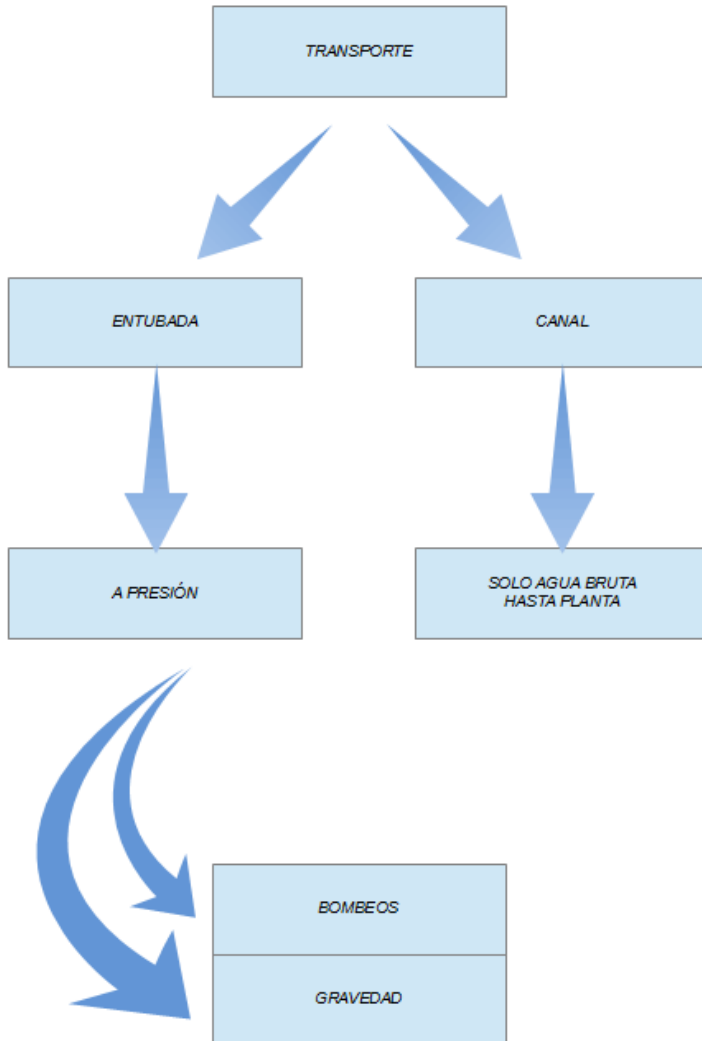 TRANSPORTE
ENTUBADA
CANAL
A PRESIÓN
SOLO AGUA BRUTA
HASTA PLANTA
BOMBEOS
GRAVEDAD